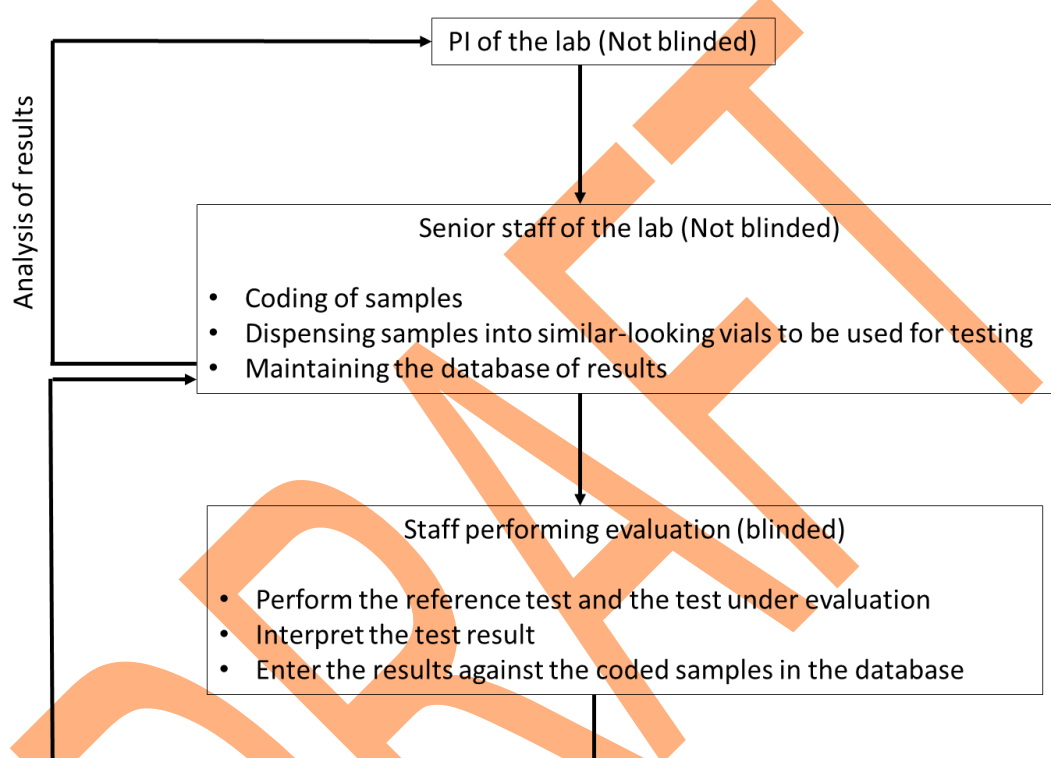 PI of the lab (Not blinded)
Analysis of results
Senior staff of the lab (Not blinded)
• Coding of samples
• Dispensing samples into similar-looking vials to be used for testing
• Maintaining the database of results
Staff performing evaluation (blinded)
• Perform the reference test and the test under evaluation
• Interpret the test result
• Enter the results against the coded samples in the database
DRAFT